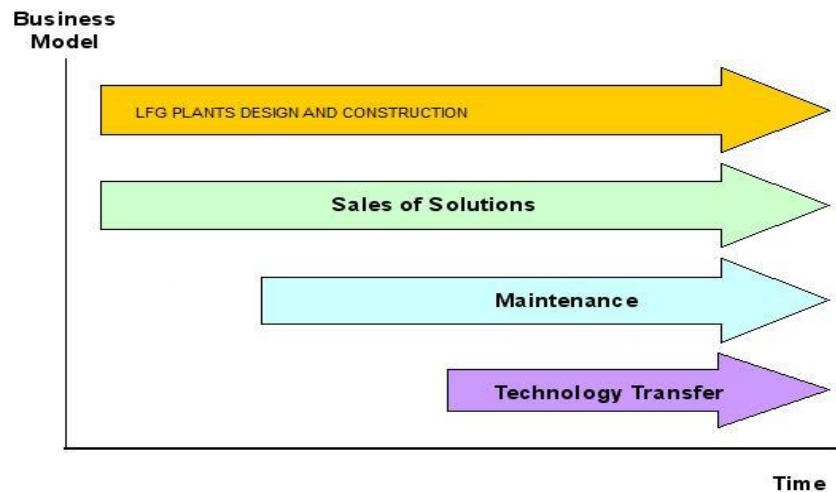 Business
Model
LFG PLANTS DESIGN AND CONSTRUCTION
Sales of Solutions
Maintenance
Technology Transfer
Time